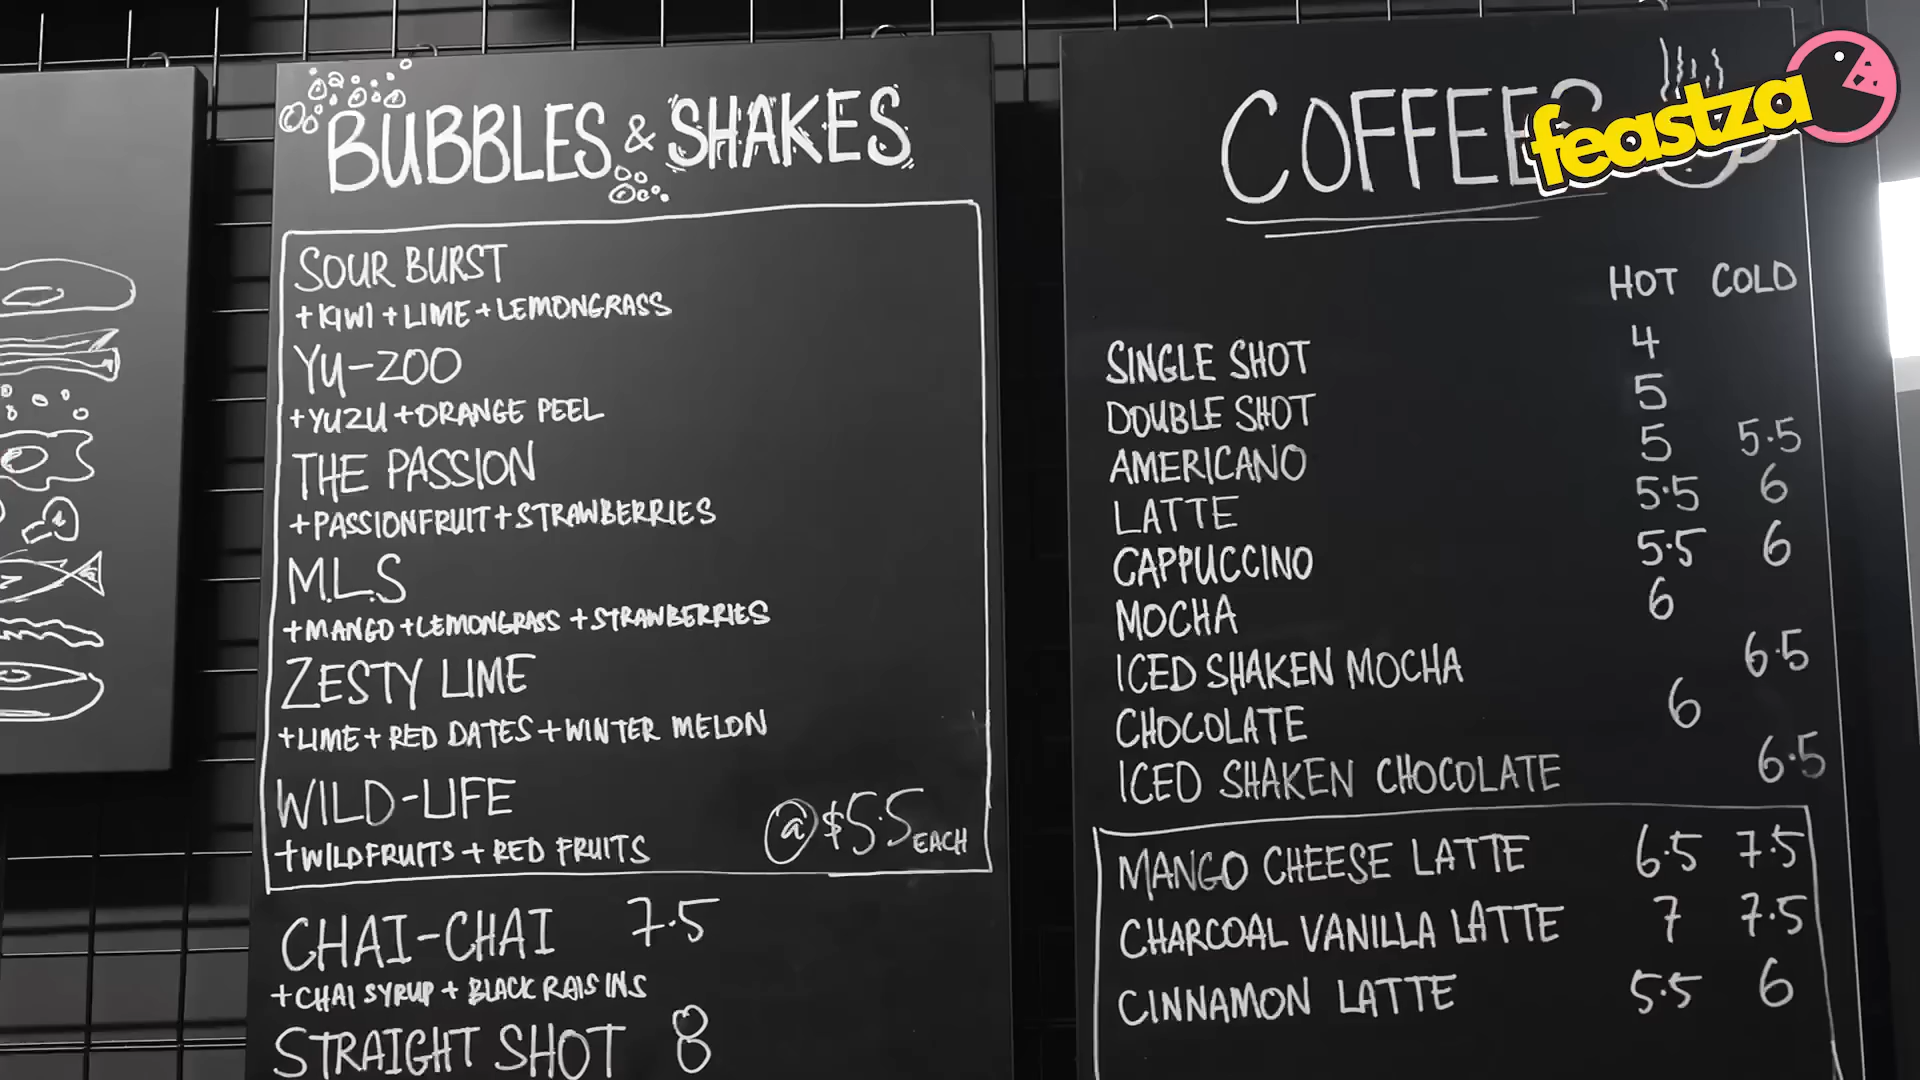 BUBBLES & SHAKES
SOUR BURST
+KIWI +LIME +LEMONGRASS
YU-ZOO
+YUZU +ORANGE PEEL
THE PASSION
+PASSIONFRUIT +STRAWBERRIES
M.L.S
+MANGO +LEMONGRASS +STRAWBERRIES
ZESTY LIME
+LIME + RED DATES +WINTER MELON
WILD-LIFE
+WILDFRUITS + RED FRUITS
@ $5.5 EACH
CHAI-CHAI 7.5
+CHAI SYRUP + BLACK RAISINS
STRAIGHT SHOT 8
COFFEES
feastza
HOT COLD
SINGLE SHOT 4
DOUBLE SHOT 5
AMERICANO 5 5.5
LATTE 5.5 6
CAPPUCCINO 5.5 6
MOCHA 6
ICED SHAKEN MOCHA 6.5
CHOCOLATE 6
ICED SHAKEN CHOCOLATE 6.5
MANGO CHEESE LATTE 6.5 7.5
CHARCOAL VANILLA LATTE 7 7.5
CINNAMON LATTE 5.5 6